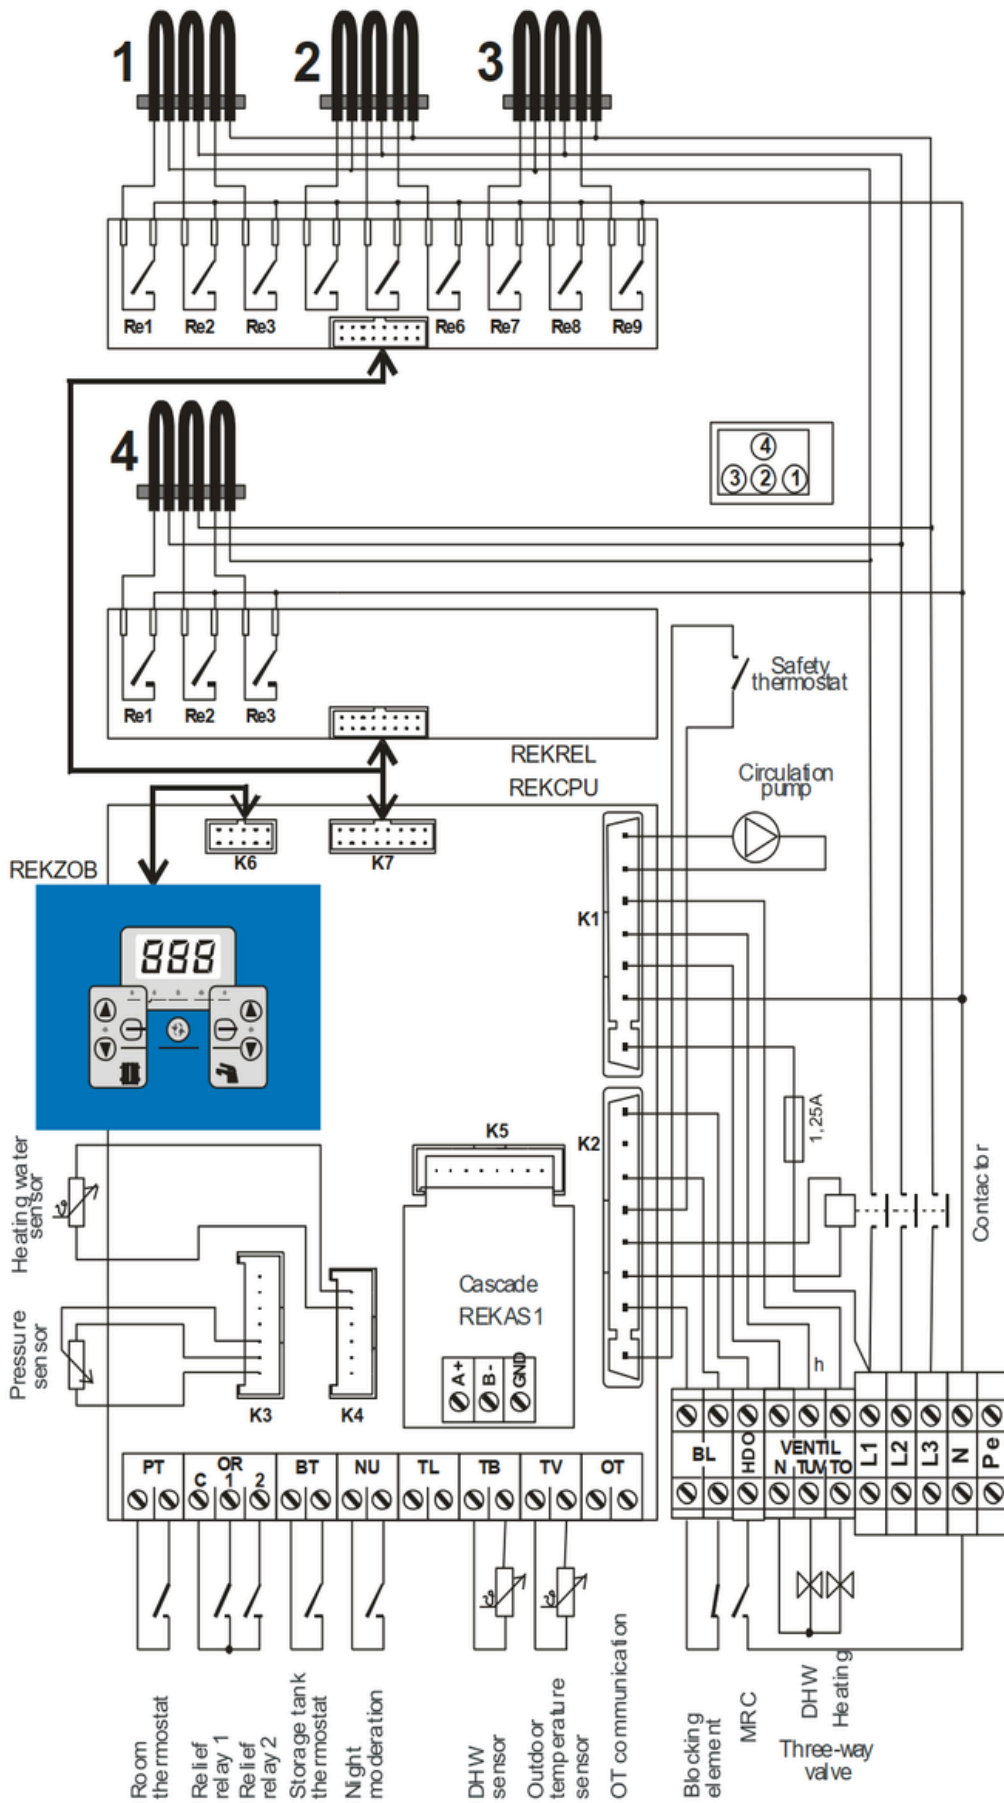 1 2 3
Re1 Re2 Re3 Re6 Re7 Re8 Re9
4
4
3 2 1
Re1 Re2 Re3
Safety
thermostat
REKREL
REKCPU
Circulation
pump
K6 K7
REKZOB
K1
888
1,25A
Contactor
K5
K2
Heating water
sensor
Cascade
REKAS1
Pressure
sensor
A+ B- GND
K3 K4
h
BL HDO VENTIL
N TUV TO
L1 L2 L3 N Pe
PT OR
C 1 2
BT NU TL TB TV OT
Room
thermostat
Relief
relay 1
Relief
relay 2
Storage tank
thermostat
Night
moderation
DHW
sensor
Outdoor
temperature
sensor
OT communication
Blocking
element
MRC
DHW
Heating
Three-way
valve